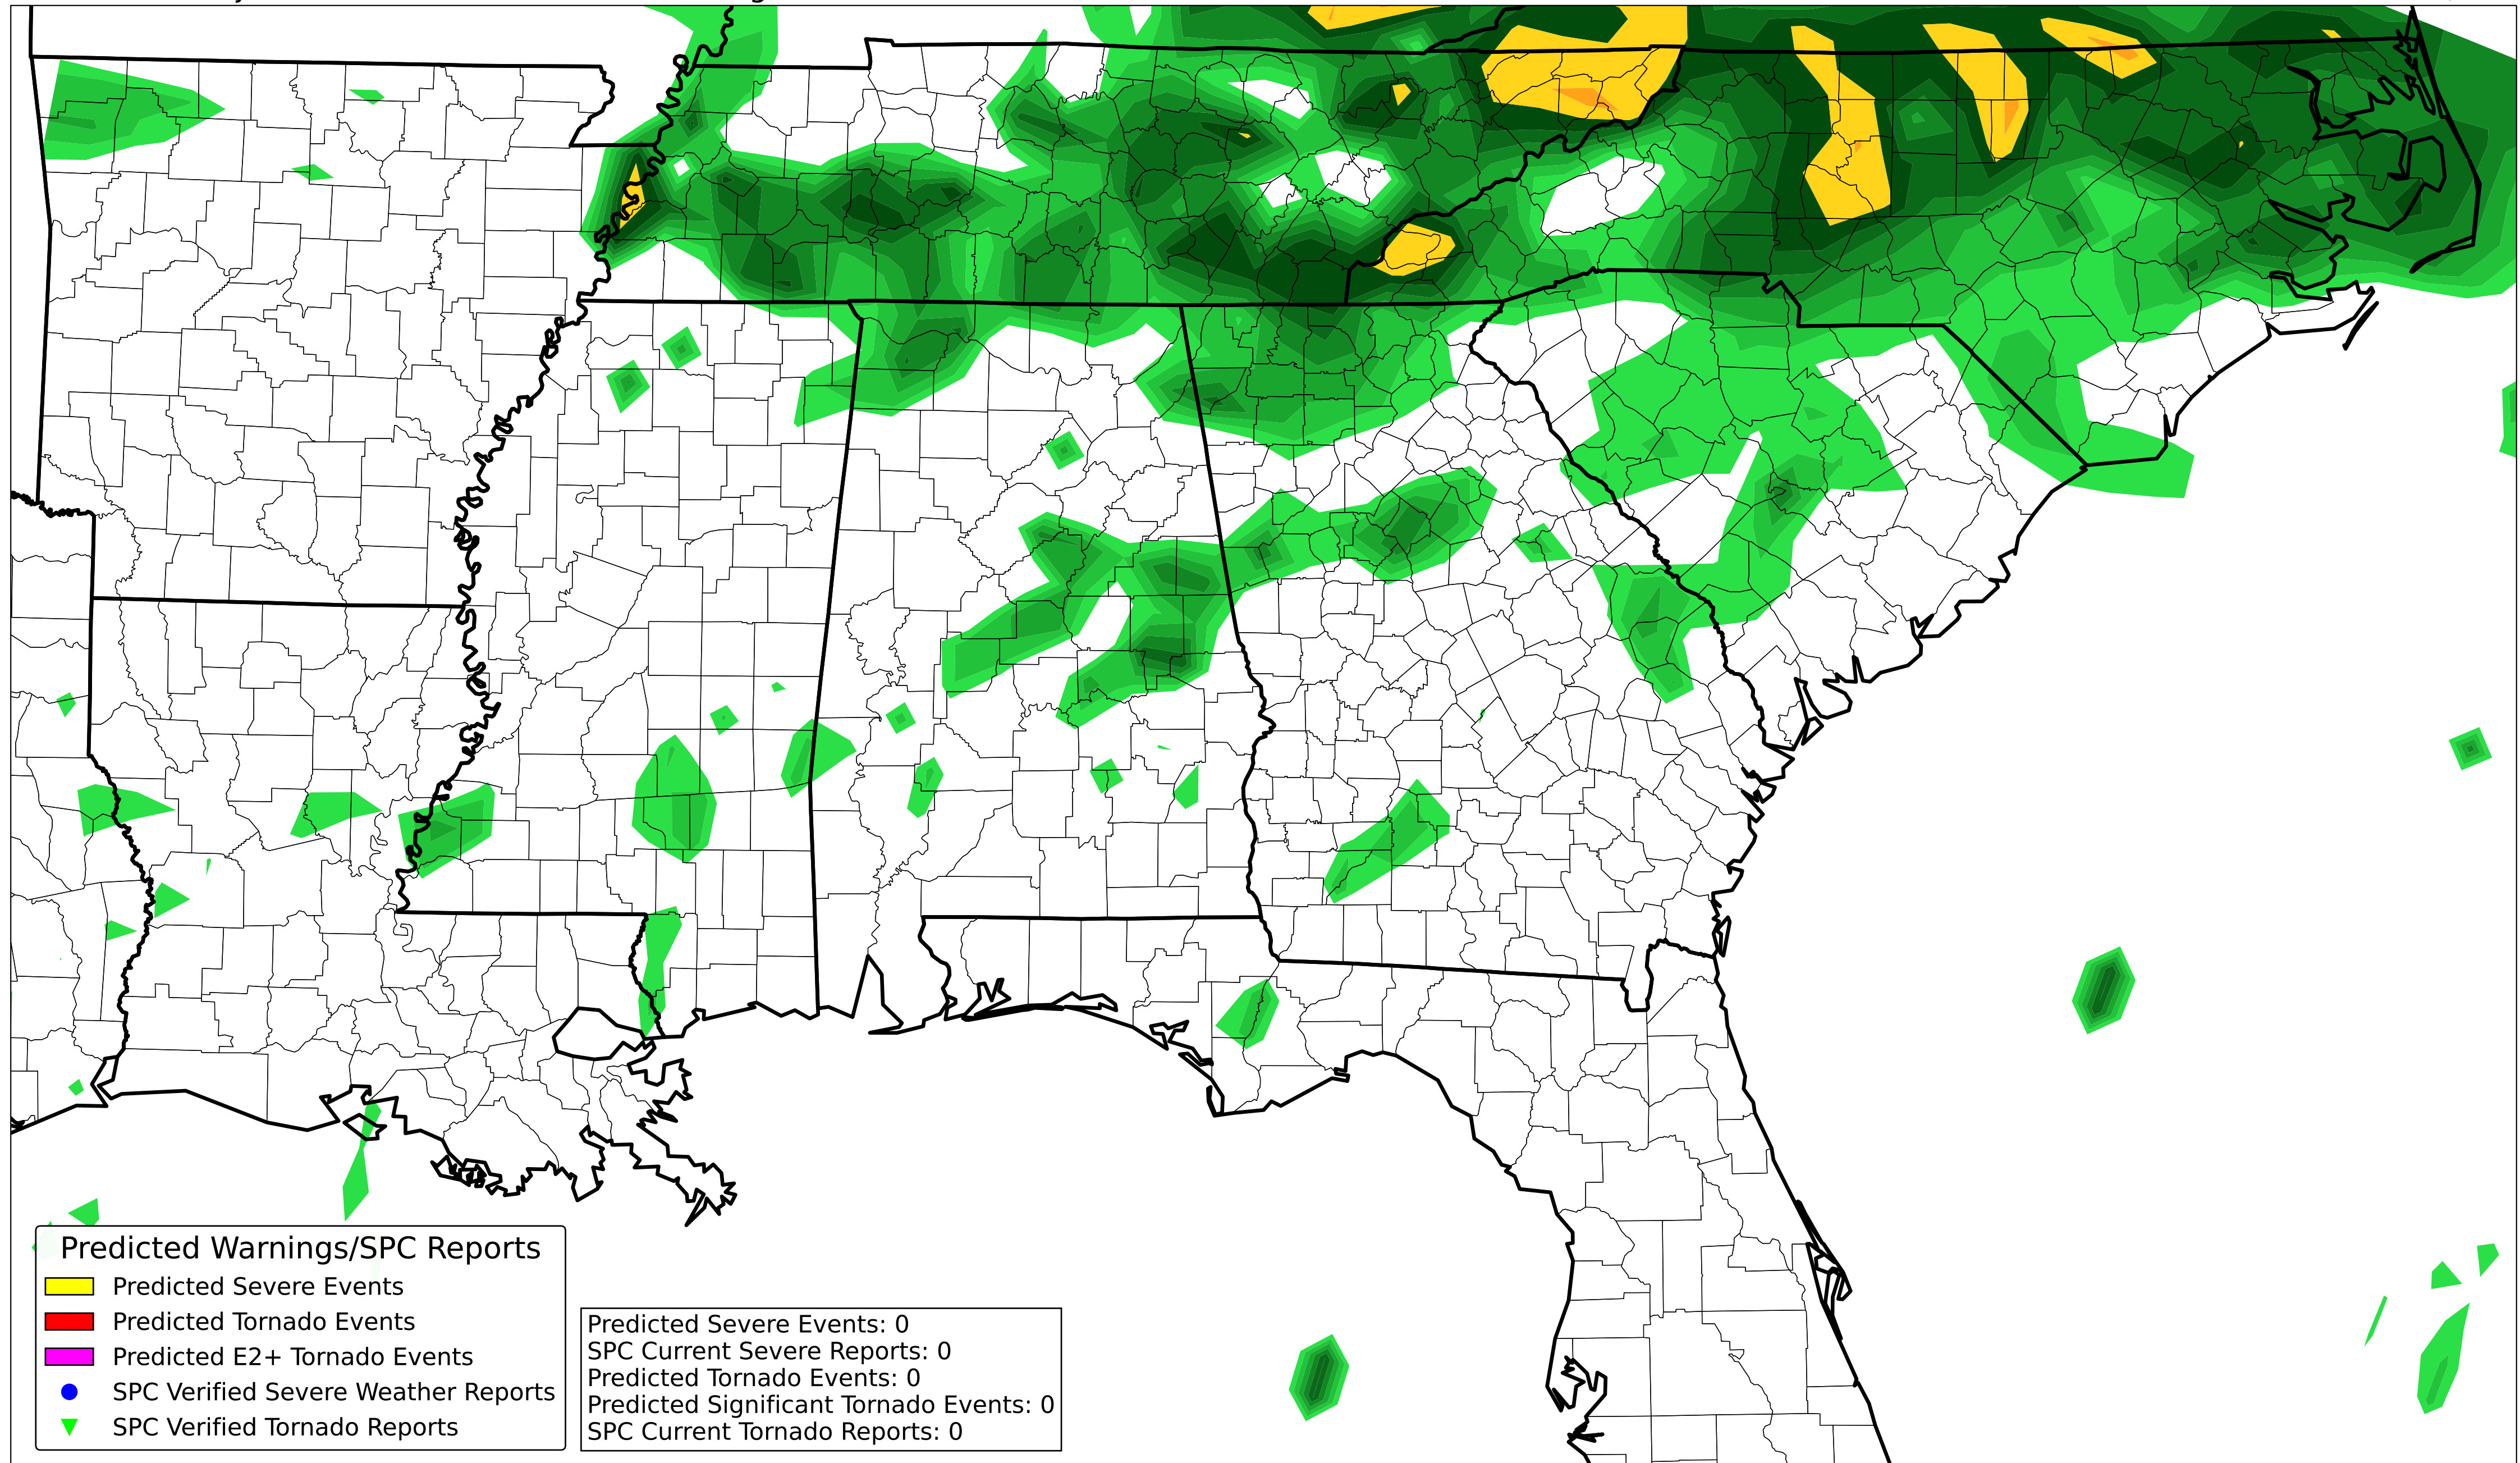 Predicted Warnings/SPC Reports
Predicted Severe Events
Predicted Tornado Events
Predicted E2+ Tornado Events
SPC Verified Severe Weather Reports
SPC Verified Tornado Reports
Predicted Severe Events: 0
SPC Current Severe Reports: 0
Predicted Tornado Events: 0
Predicted Significant Tornado Events: 0
SPC Current Tornado Reports: 0